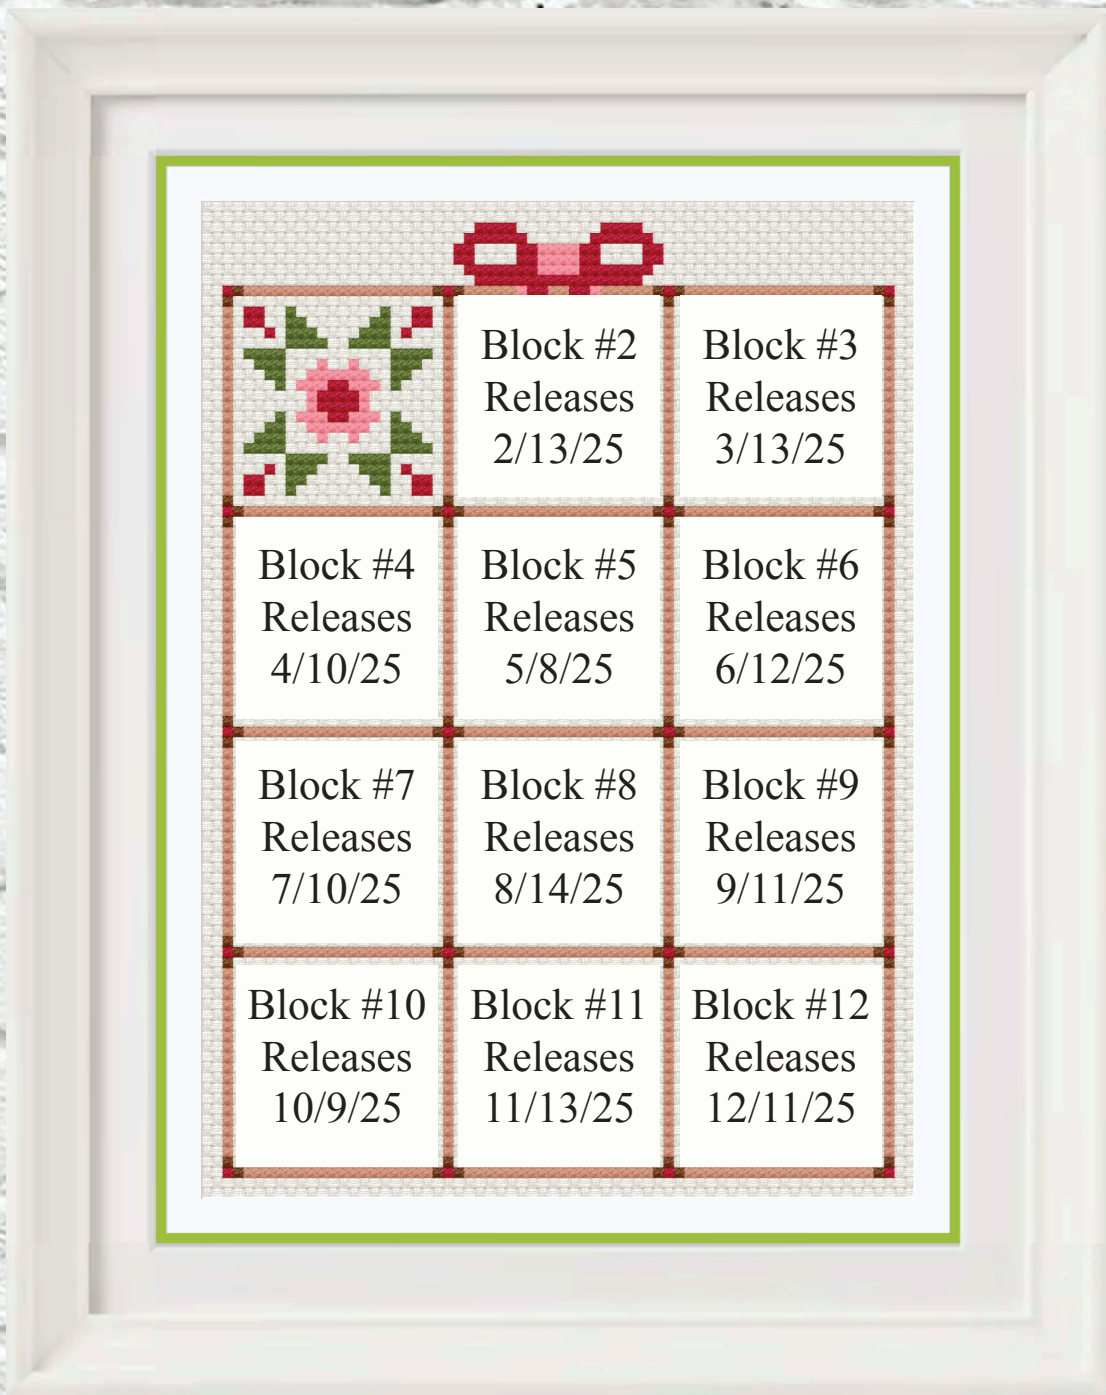 Block #2
Releases
2/13/25
Block #3
Releases
3/13/25
Block #4
Releases
4/10/25
Block #5
Releases
5/8/25
Block #6
Releases
6/12/25
Block #7
Releases
7/10/25
Block #8
Releases
8/14/25
Block #9
Releases
9/11/25
Block #10
Releases
10/9/25
Block #11
Releases
11/13/25
Block #12
Releases
12/11/25